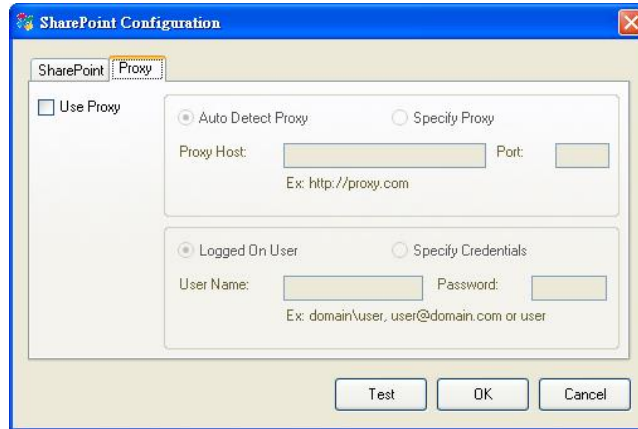 SharePoint Configuration
SharePoint Proxy
Use Proxy
Auto Detect Proxy Specify Proxy
Proxy Host: Port:
Ex: http://proxy.com
Logged On User Specify Credentials
User Name: Password:
Ex: domain\user, user@domain.com or user
Test OK Cancel